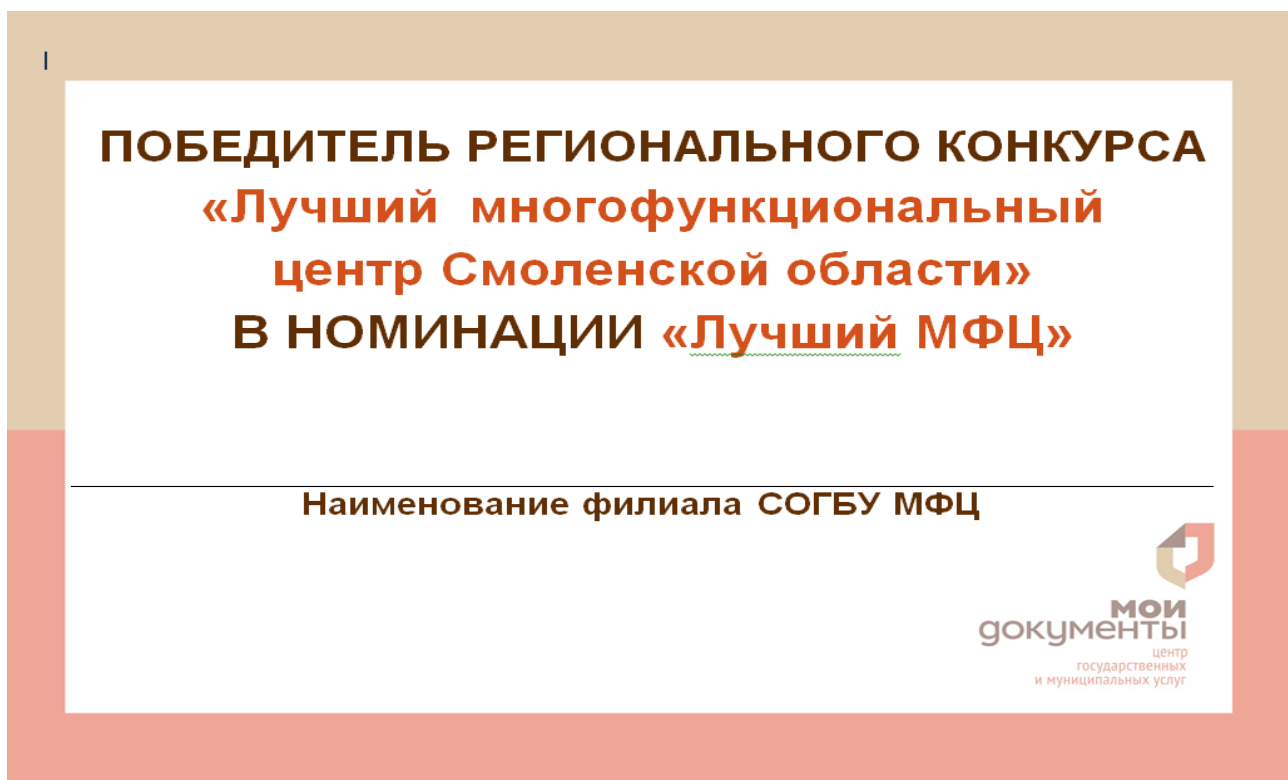 ПОБЕДИТЕЛЬ РЕГИОНАЛЬНОГО КОНКУРСА
«Лучший многофункциональный
центр Смоленской области»
В НОМИНАЦИИ «Лучший МФЦ»
Наименование филиала СОГБУ МФЦ
мои
документы
центр
государственных
и муниципальных услуг